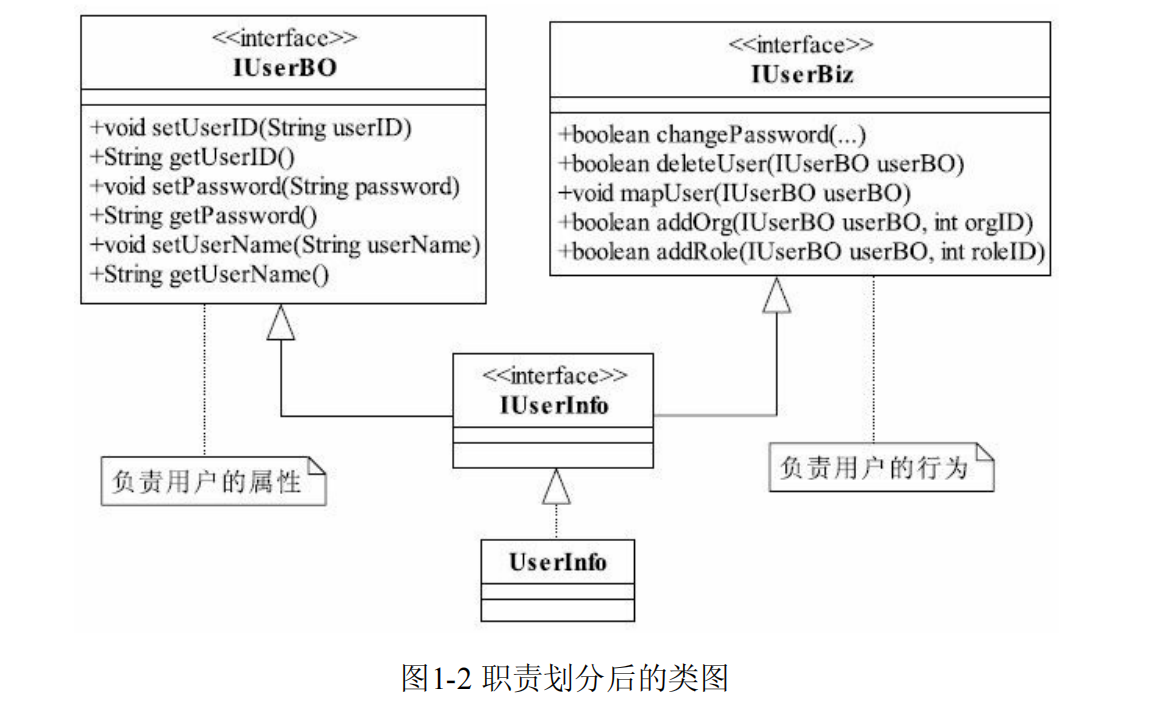 <<interface>>
IUserBO
+void setUserID(String userID)
+String getUserID()
+void setPassword(String password)
+String getPassword()
+void setUserName(String userName)
+String getUserName()
<<interface>>
IUserBiz
+boolean changePassword(...)
+boolean deleteUser(IUserBO userBO)
+void mapUser(IUserBO userBO)
+boolean addOrg(IUserBO userBO, int orgID)
+boolean addRole(IUserBO userBO, int roleID)
<<interface>>
IUserInfo
负责用户的属性
负责用户的行为
UserInfo
图1-2 职责划分后的类图